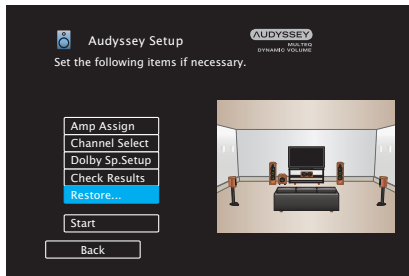 Audyssey Setup
AUDYSSEY
MULTEQ
DYNAMIC VOLUME
Set the following items if necessary.
Amp Assign
Channel Select
Dolby Sp.Setup
Check Results
Restore...
Start
Back